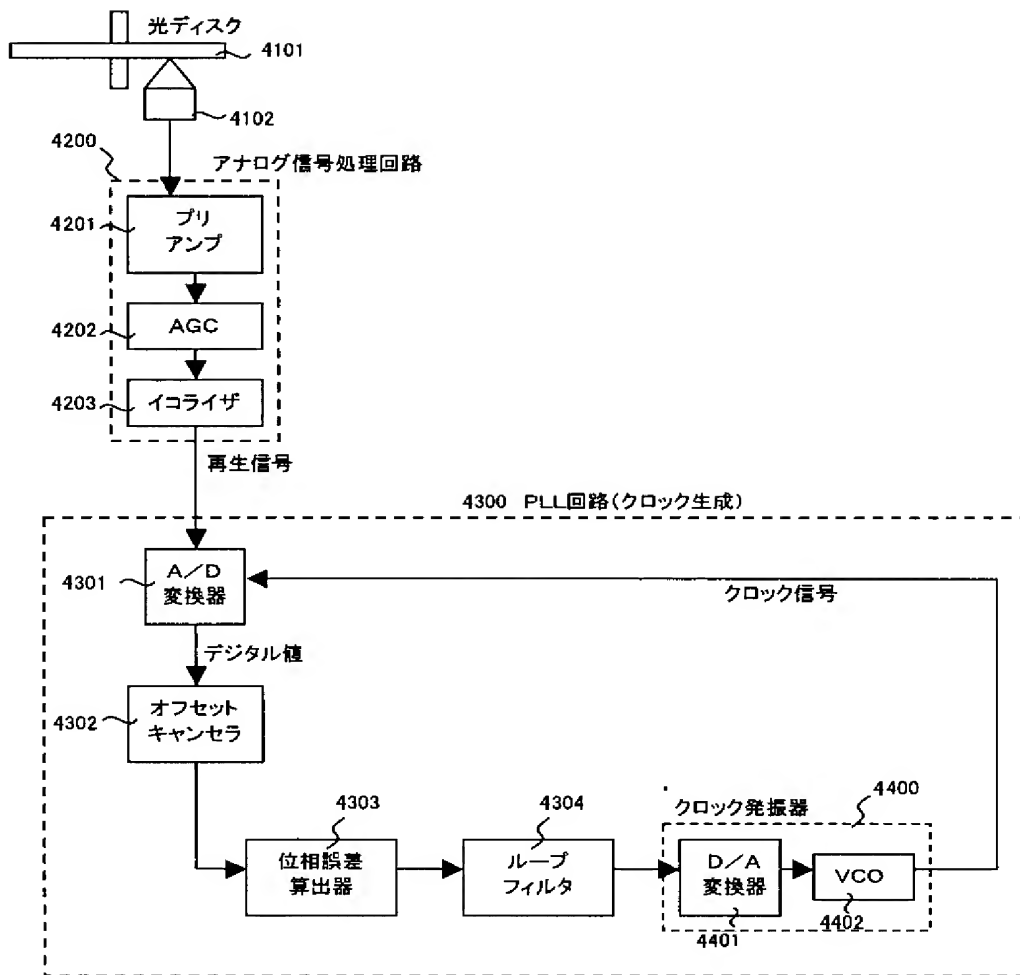 光ディスク
4101
4102
4200
アナログ信号処理回路
4201
プリ
アンプ
4202
AGC
4203
イコライザ
再生信号
4300 PLL回路(クロック生成)
4301
A/D
変換器
クロック信号
デジタル値
4302
オフセット
キャンセラ
4303
位相誤差
算出器
4304
ループ
フィルタ
クロック発振器
4400
D/A
変換器
4401
VCO
4402